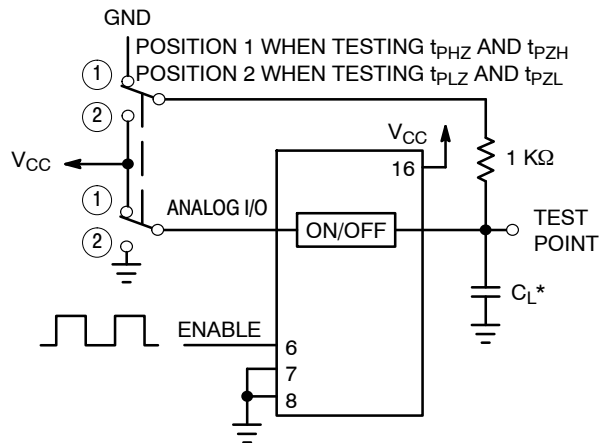 GND
POSITION 1 WHEN TESTING tPHZ AND tPZH
① POSITION 2 WHEN TESTING tPLZ AND tPZL
②
VCC
16
1 KΩ
VCC
①
ANALOG I/O
ON/OFF
TEST
POINT
②
CL*
ENABLE
6
7
8